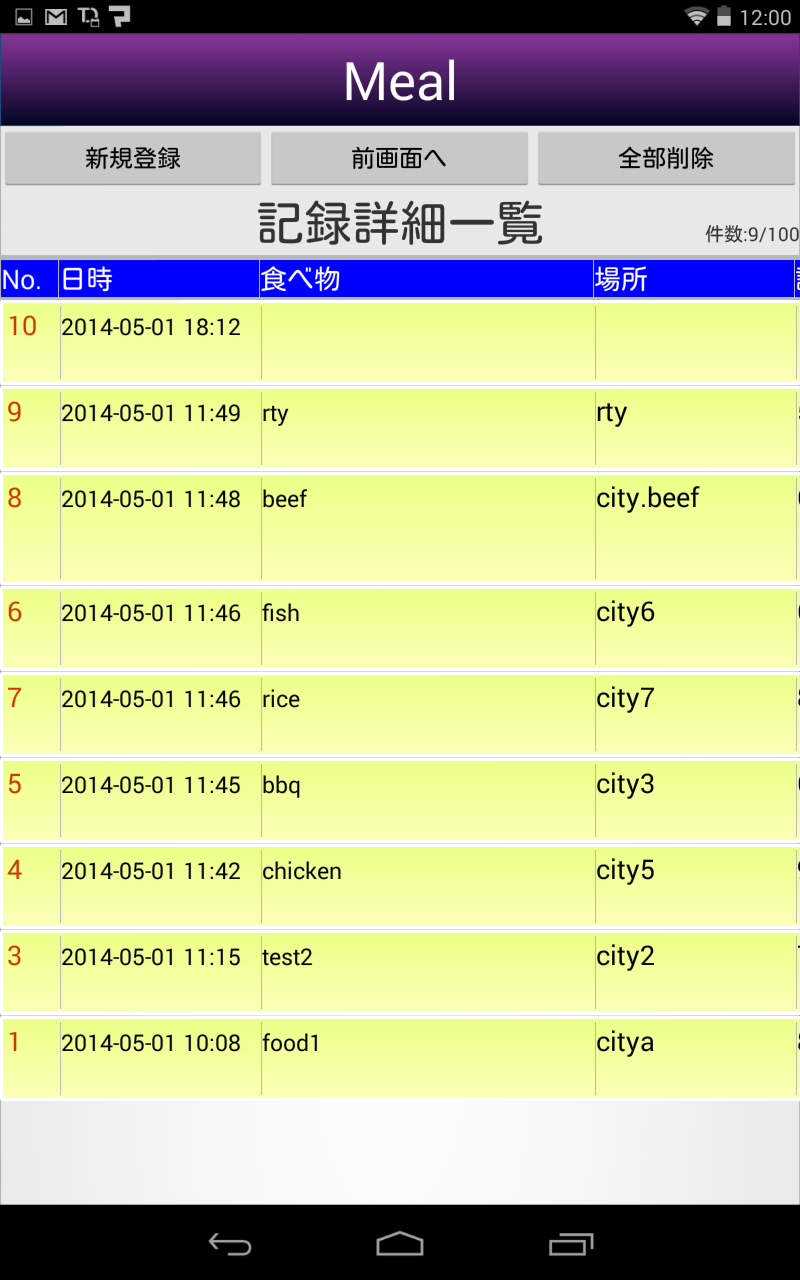 12:00
Meal
新規登録 前画面へ 全部削除
記録詳細一覧
件数:9/100
No. 日時 食べ物 場所
10 2014-05-01 18:12
9 2014-05-01 11:49 rty rty
8 2014-05-01 11:48 beef city.beef
6 2014-05-01 11:46 fish city6
7 2014-05-01 11:46 rice city7
5 2014-05-01 11:45 bbq city3
4 2014-05-01 11:42 chicken city5
3 2014-05-01 11:15 test2 city2
1 2014-05-01 10:08 food1 citya